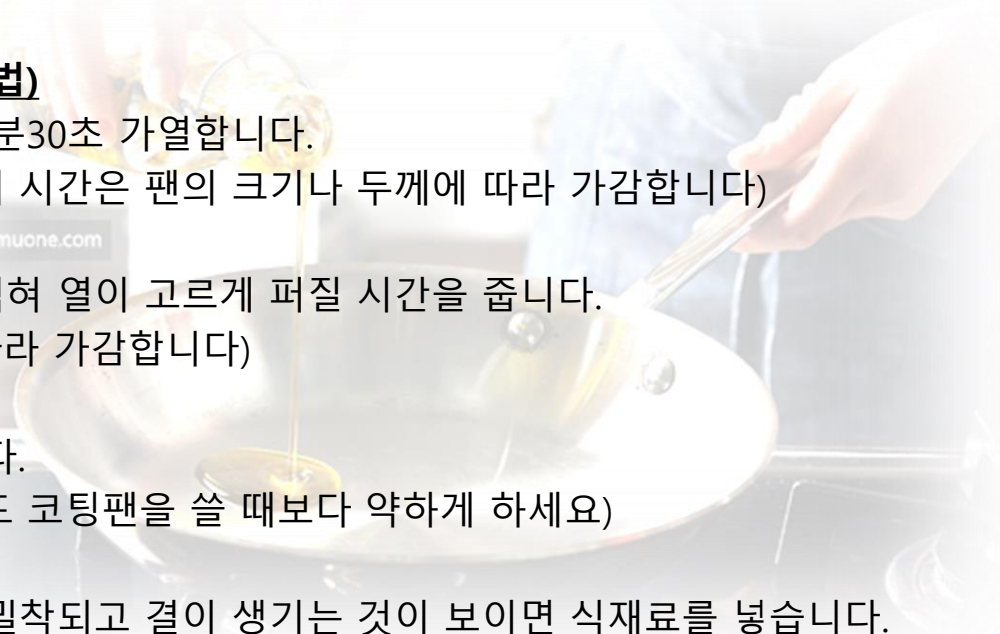 법)
분30초 가열합니다.
시간은 팬의 크기나 두께에 따라 가감합니다)
muone.com
혀 열이 고르게 퍼질 시간을 줍니다.
라 가감합니다)
다.
코팅팬을 쓸 때보다 약하게 하세요)
밀착되고 결이 생기는 것이 보이면 식재료를 넣습니다.